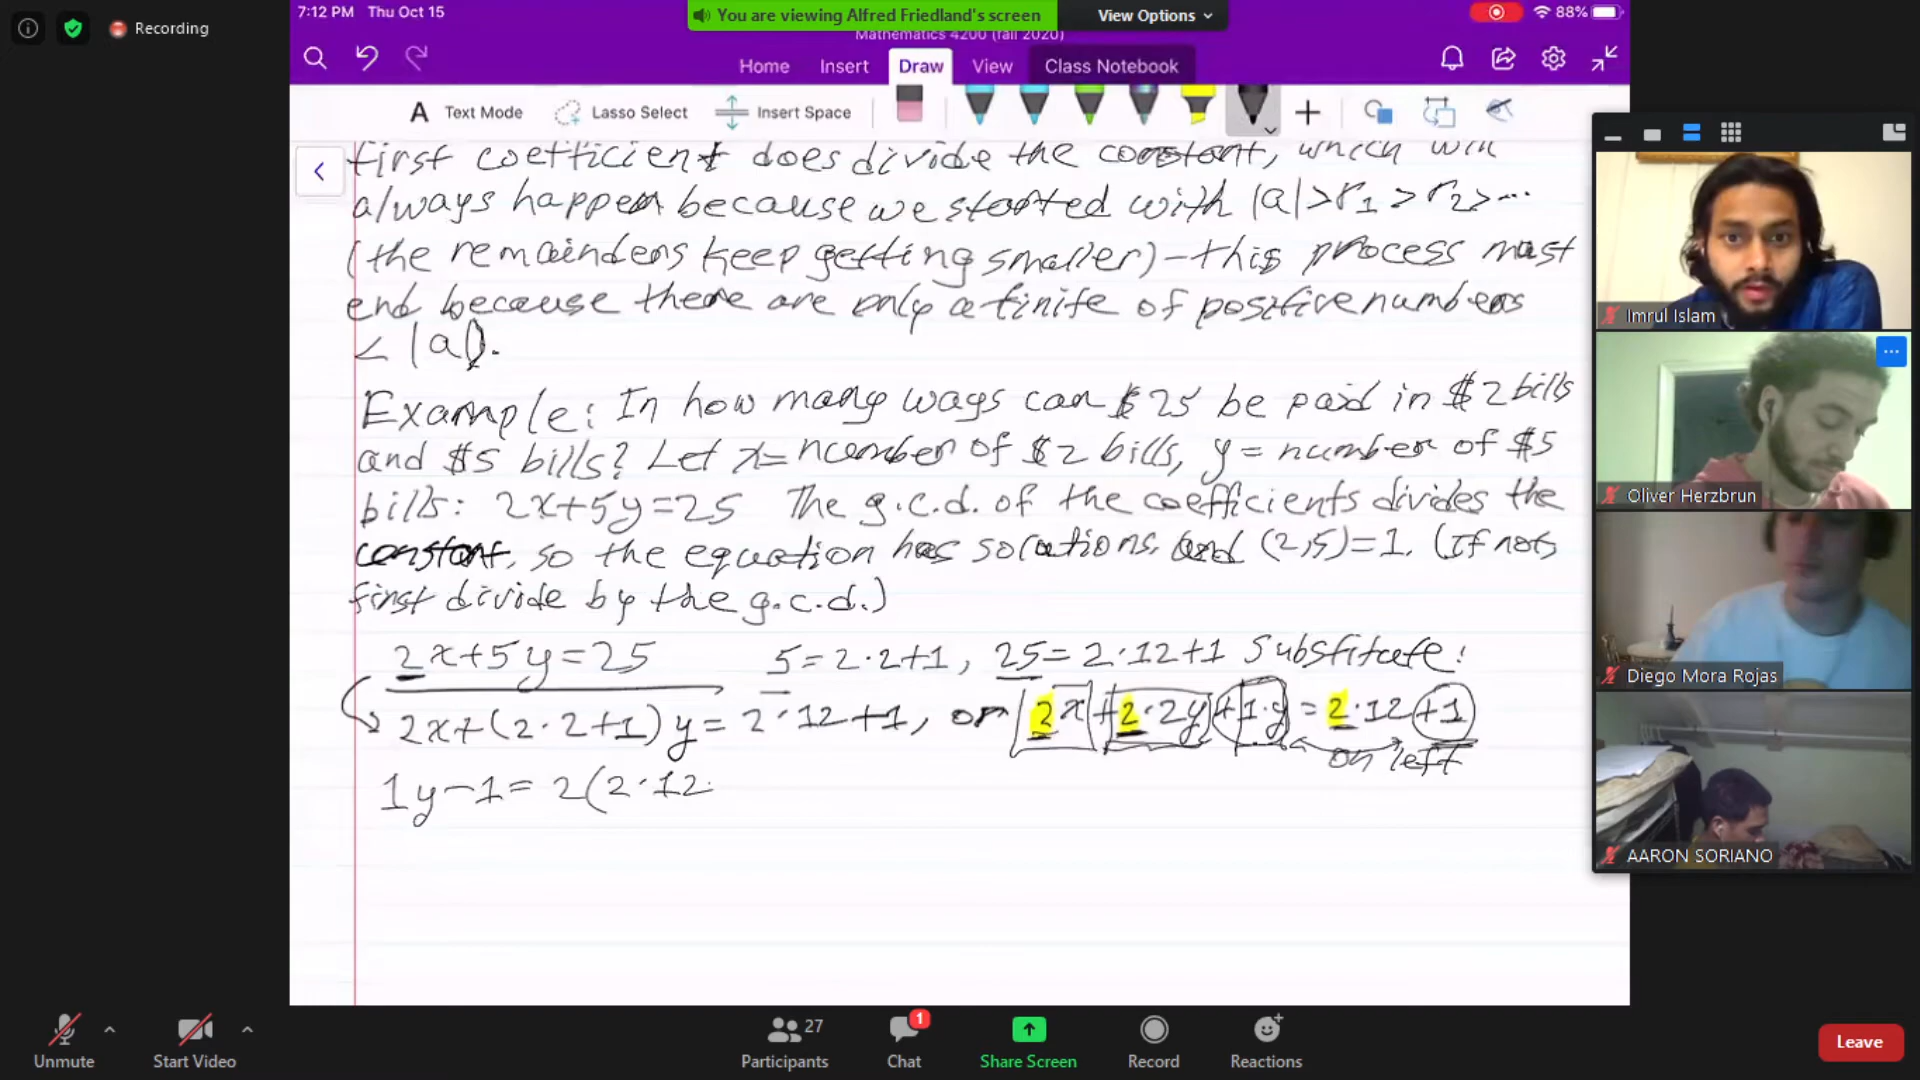 7:12 PM Thu Oct 15
You are viewing Alfred Friedland's screen
View Options
88%
Recording
Mathematics 4200 (fall 2020)
Home Insert Draw View Class Notebook
Text Mode Lasso Select Insert Space
first coefficient does divide the constant, which will
always happen because we started with |a|>r1>r2>...
(the remainders keep getting smaller)-this process must
end because there are only a finite of positive numbers
< |a|).
Example: In how many ways can $25 be paid in $2 bills
and $5 bills? Let x= number of $2 bills, y = number of $5
bills: 2x+5y=25 The g.c.d. of the coefficients divides the
constant, so the equation has solutions, and (2,5)=1. (If not,
first divide by the g.c.d.)
2x+5y=25 5=2·2+1, 25=2·12+1 Substitute:
2x+(2·2+1)y=2·12+1, or 2x+2·2y+1·y=2·12+1
on left
1y-1=2(2·12·
Imrul Islam
Oliver Herzbrun
Diego Mora Rojas
AARON SORIANO
27
1
Unmute Start Video Participants Chat Share Screen Record Reactions Leave